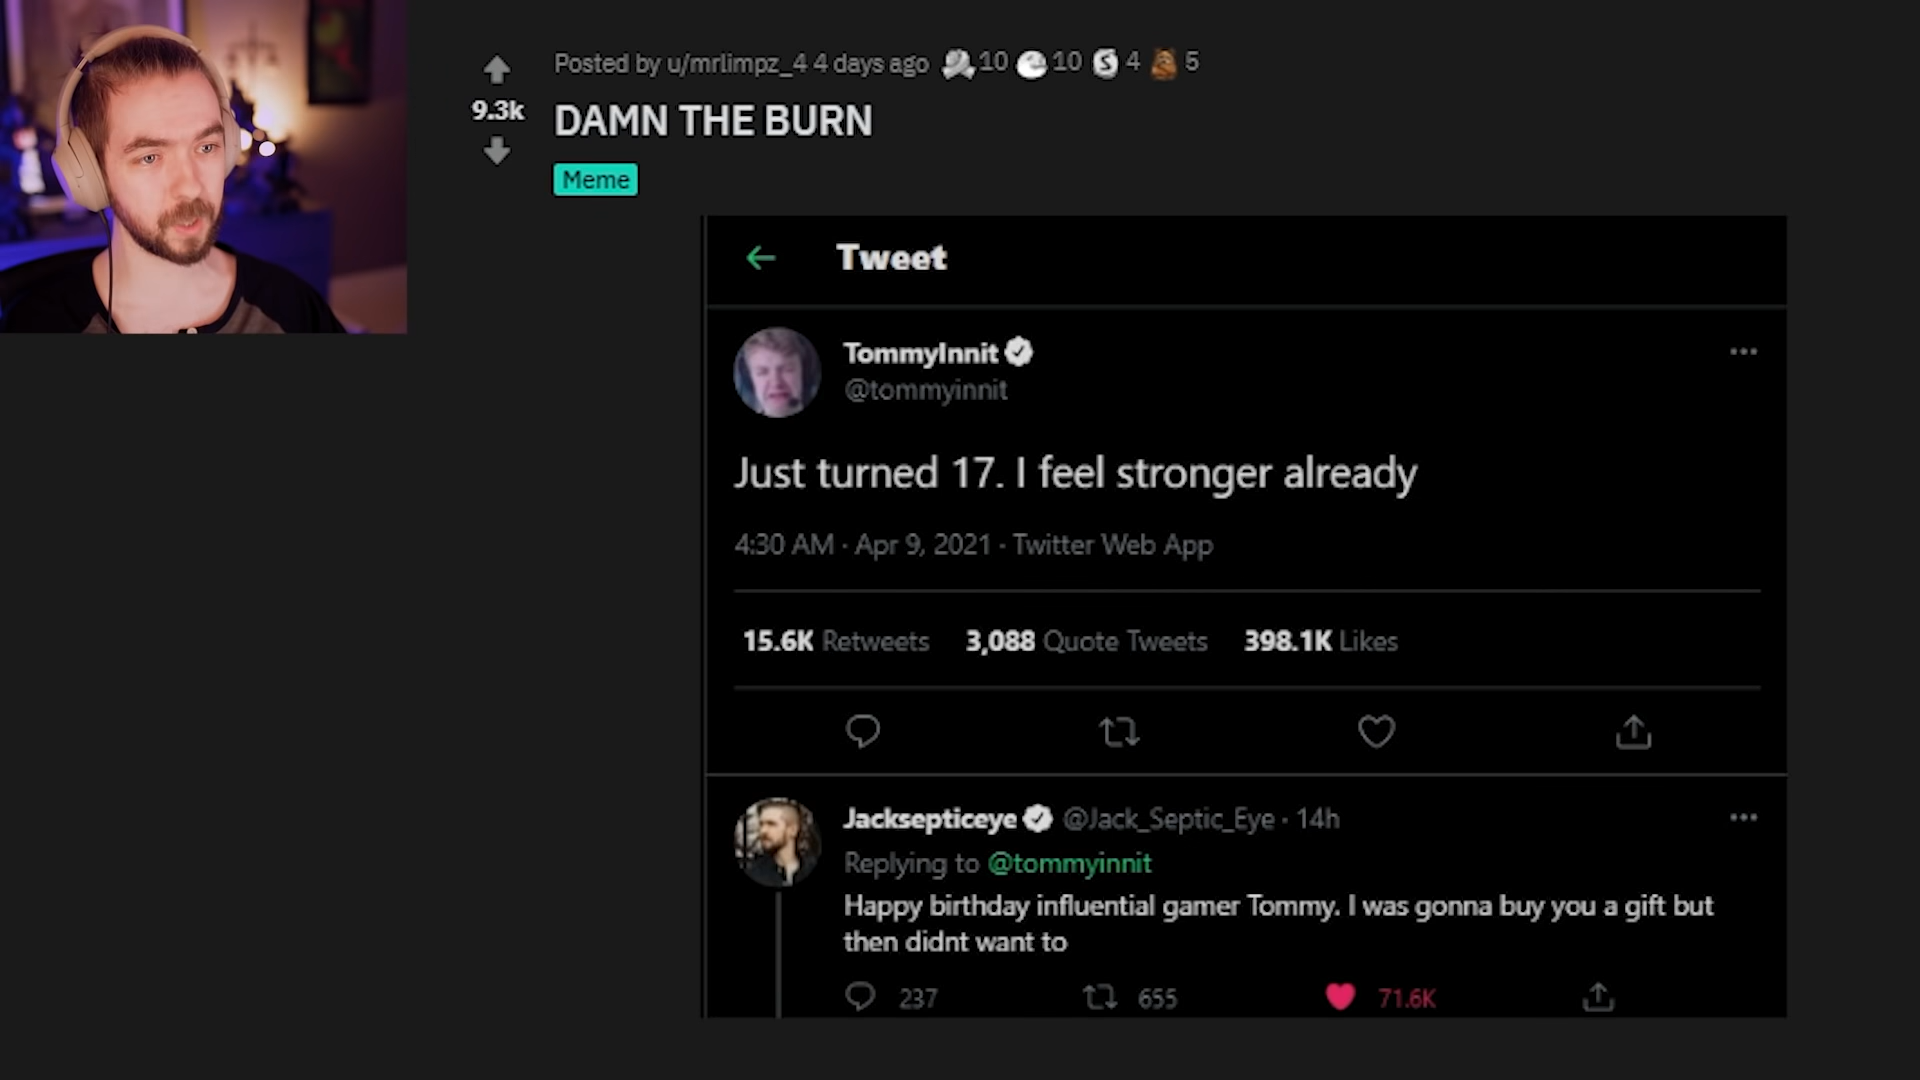 Posted by u/mrlimpz_4 4 days ago 10 10 4 5
9.3k
DAMN THE BURN
Meme
Tweet
TommyInnit
@tommyinnit
Just turned 17. I feel stronger already
4:30 AM · Apr 9, 2021 · Twitter Web App
15.6K Retweets 3,088 Quote Tweets 398.1K Likes
Jacksepticeye @Jack_Septic_Eye · 14h
Replying to @tommyinnit
Happy birthday influential gamer Tommy. I was gonna buy you a gift but
then didnt want to
237 655 71.6K